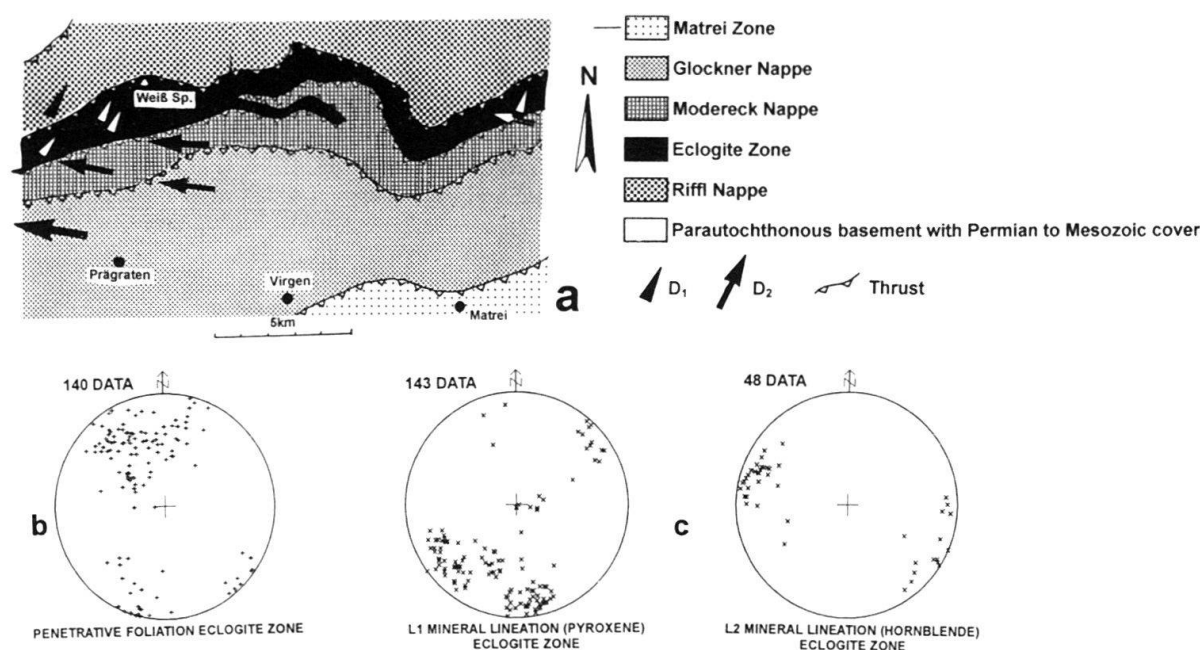 Weiß Sp.
Prägraten
Virgen
Matrei
5km
a
N
Matrei Zone
Glockner Nappe
Modereck Nappe
Eclogite Zone
Riffl Nappe
Parautochthonous basement with Permian to Mesozoic cover
D₁ D₂ Thrust
140 DATA N
143 DATA N
48 DATA N
b
c
PENETRATIVE FOLIATION ECLOGITE ZONE
L1 MINERAL LINEATION (PYROXENE)
ECLOGITE ZONE
L2 MINERAL LINEATION (HORNBLENDE)
ECLOGITE ZONE